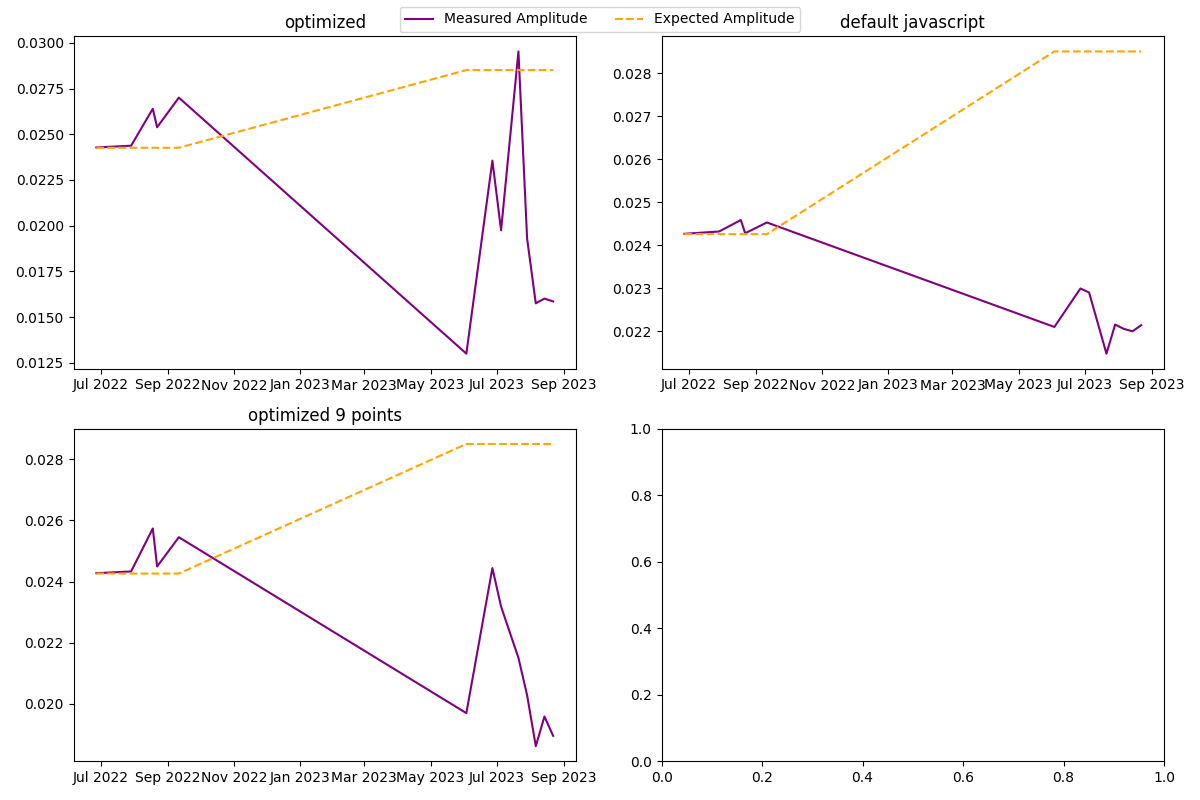 optimized
Measured Amplitude
Expected Amplitude
default javascript
0.0300
0.0275
0.0250
0.0225
0.0200
0.0175
0.0150
0.0125
Jul 2022 Sep 2022 Nov 2022 Jan 2023 Mar 2023 May 2023 Jul 2023 Sep 2023
0.028
0.027
0.026
0.025
0.024
0.023
0.022
Jul 2022 Sep 2022 Nov 2022 Jan 2023 Mar 2023 May 2023 Jul 2023 Sep 2023
optimized 9 points
0.028
0.026
0.024
0.022
0.020
Jul 2022 Sep 2022 Nov 2022 Jan 2023 Mar 2023 May 2023 Jul 2023 Sep 2023
1.0
0.8
0.6
0.4
0.2
0.0
0.0 0.2 0.4 0.6 0.8 1.0